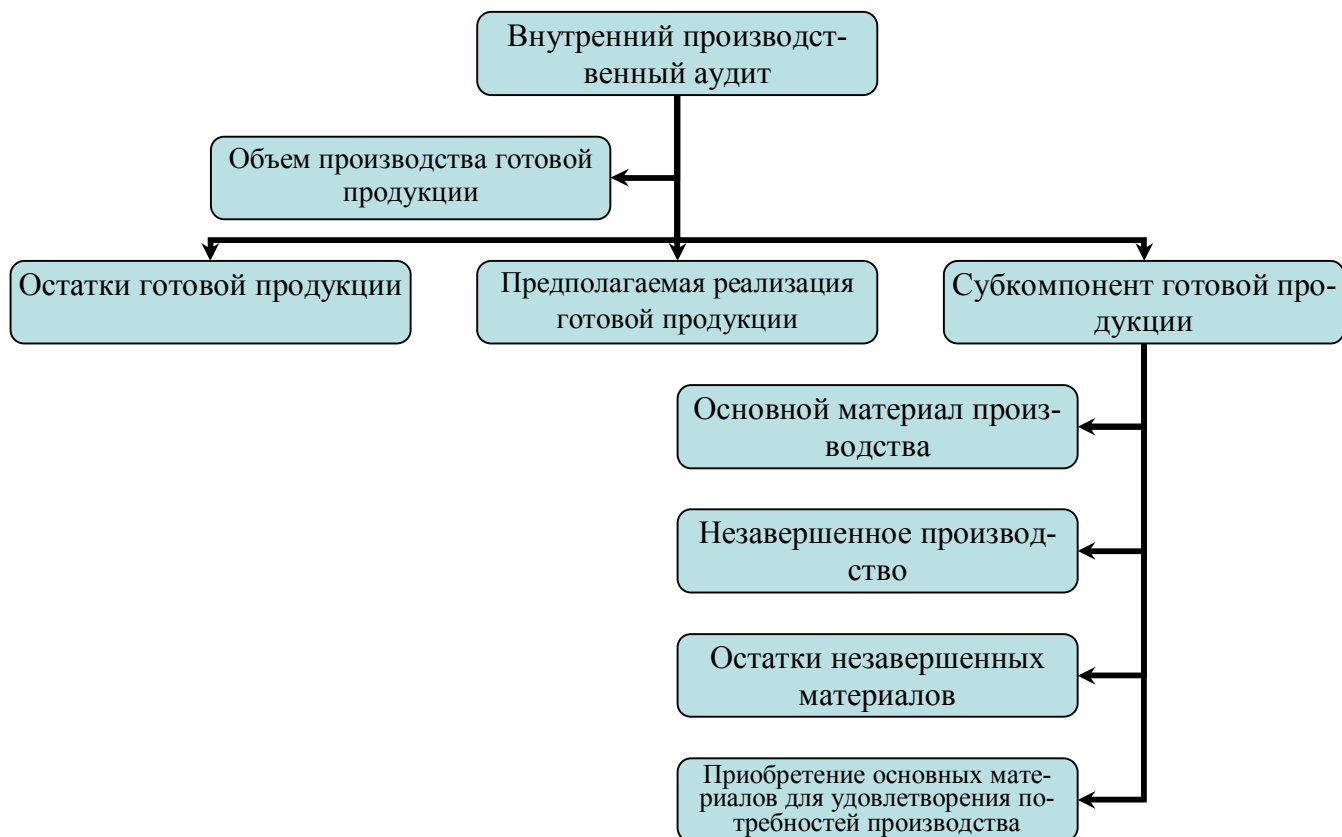 Внутренний производст-
венный аудит
Объем производства готовой
продукции
Остатки готовой продукции
Предполагаемая реализация
готовой продукции
Субкомпонент готовой про-
дукции
Основной материал произ-
водства
Незавершенное производ-
ство
Остатки незавершенных
материалов
Приобретение основных мате-
риалов для удовлетворения по-
требностей производства